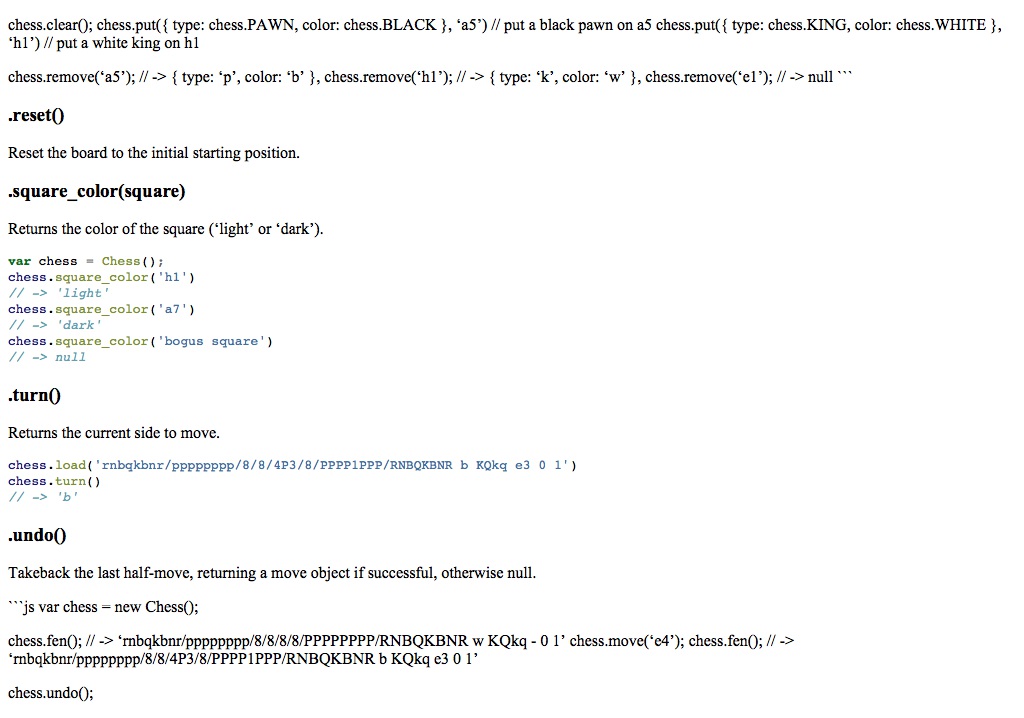 chess.clear(); chess.put({ type: chess.PAWN, color: chess.BLACK }, ‘a5’) // put a black pawn on a5 chess.put({ type: chess.KING, color: chess.WHITE },
‘h1’) // put a white king on h1
chess.remove(‘a5’); // -> { type: ‘p’, color: ‘b’ }, chess.remove(‘h1’); // -> { type: ‘k’, color: ‘w’ }, chess.remove(‘e1’); // -> null ```
.reset()
Reset the board to the initial starting position.
.square_color(square)
Returns the color of the square (‘light’ or ‘dark’).
var chess = Chess();
chess.square_color('h1')
// -> 'light'
chess.square_color('a7')
// -> 'dark'
chess.square_color('bogus square')
// -> null
.turn()
Returns the current side to move.
chess.load('rnbqkbnr/pppppppp/8/8/4P3/8/PPPP1PPP/RNBQKBNR b KQkq e3 0 1')
chess.turn()
// -> 'b'
.undo()
Takeback the last half-move, returning a move object if successful, otherwise null.
```js var chess = new Chess();
chess.fen(); // -> ‘rnbqkbnr/pppppppp/8/8/8/8/PPPPPPPP/RNBQKBNR w KQkq - 0 1’ chess.move(‘e4’); chess.fen(); // ->
‘rnbqkbnr/pppppppp/8/8/4P3/8/PPPP1PPP/RNBQKBNR b KQkq e3 0 1’
chess.undo();